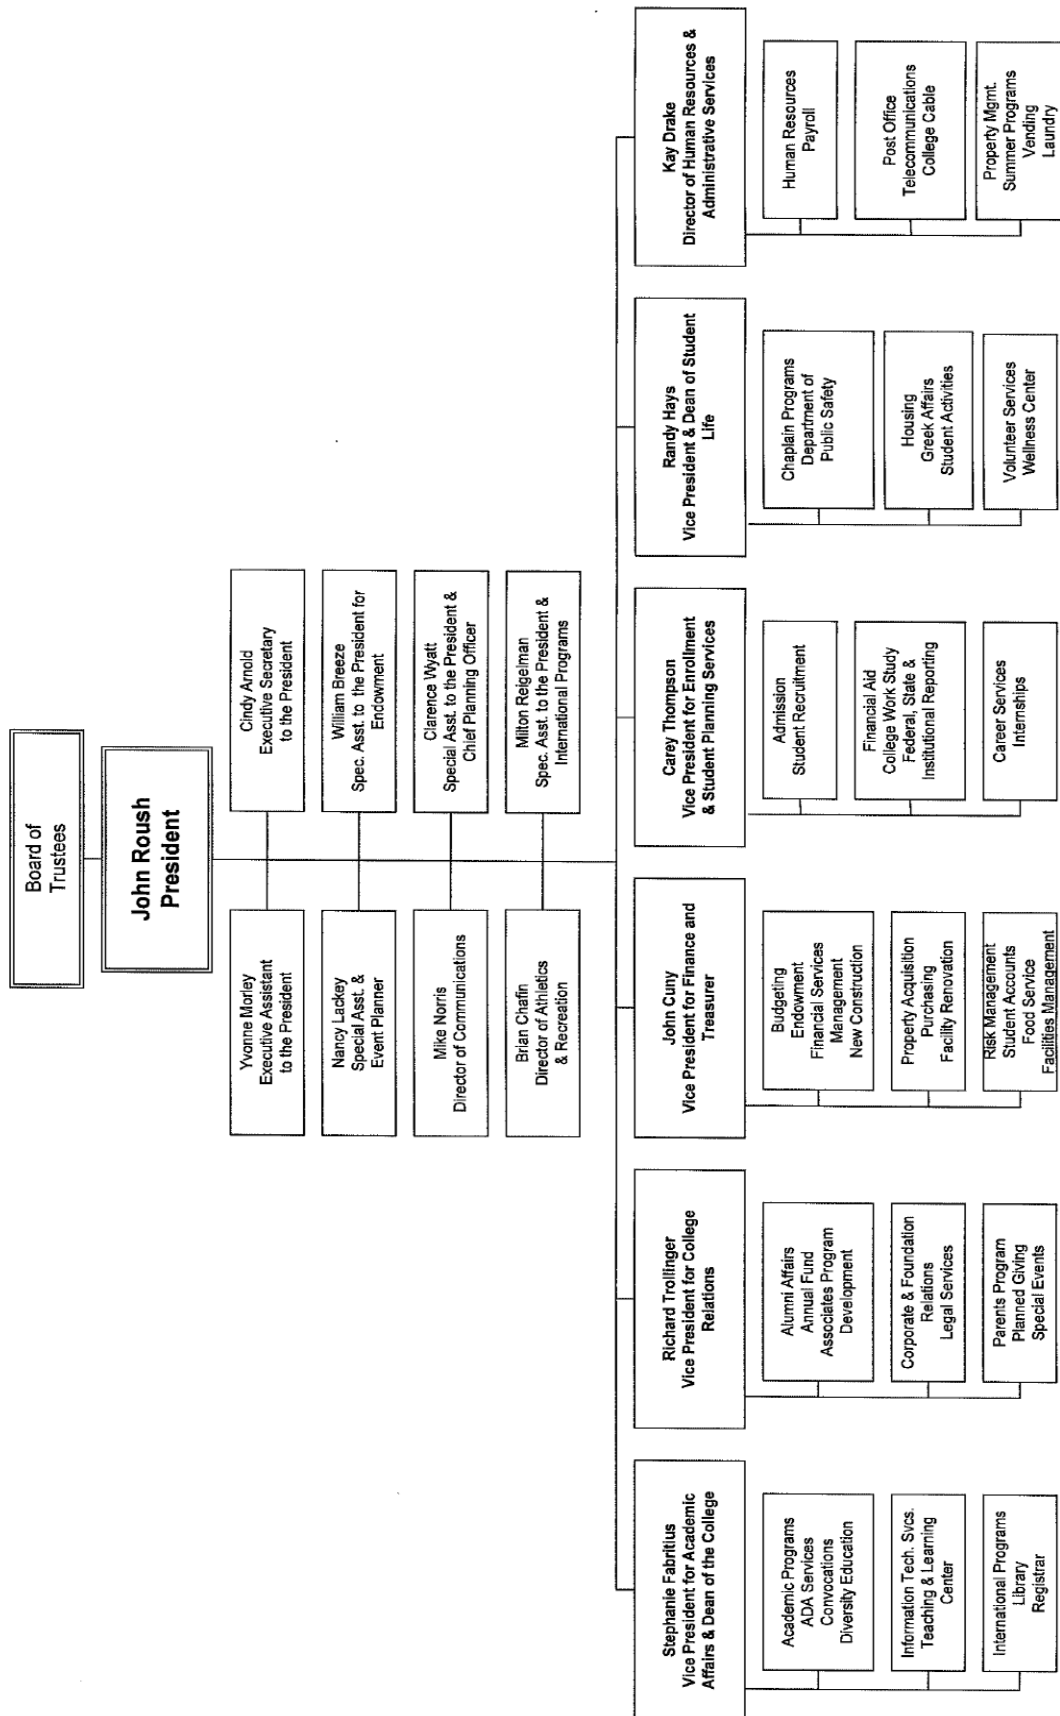 Board of
Trustees
John Roush
President
Yvonne Morley
Executive Assistant
to the President
Cindy Arnold
Executive Secretary
to the President
Nancy Lackey
Special Asst. &
Event Planner
William Breeze
Spec. Asst. to the President for
Endowment
Mike Norris
Director of Communications
Clarence Wyatt
Special Asst. to the President &
Chief Planning Officer
Brian Chafin
Director of Athletics
& Recreation
Milton Reigelman
Spec. Asst. to the President &
International Programs
Stephanie Fabritius
Vice President for Academic
Affairs & Dean of the College
Academic Programs
ADA Services
Convocations
Diversity Education
Information Tech. Svcs.
Teaching & Learning
Center
International Programs
Library
Registrar
Richard Trollinger
Vice President for College
Relations
Alumni Affairs
Annual Fund
Associates Program
Development
Corporate & Foundation
Relations
Legal Services
Parents Program
Planned Giving
Special Events
John Cuny
Vice President for Finance and
Treasurer
Budgeting
Endowment
Financial Services
Management
New Construction
Property Acquisition
Purchasing
Facility Renovation
Risk Management
Student Accounts
Food Service
Facilities Management
Carey Thompson
Vice President for Enrollment
& Student Planning Services
Admission
Student Recruitment
Financial Aid
College Work Study
Federal, State &
Institutional Reporting
Career Services
Internships
Randy Hays
Vice President & Dean of Student
Life
Chaplain Programs
Department of
Public Safety
Housing
Greek Affairs
Student Activities
Volunteer Services
Wellness Center
Kay Drake
Director of Human Resources &
Administrative Services
Human Resources
Payroll
Post Office
Telecommunications
College Cable
Property Mgmt.
Summer Programs
Vending
Laundry